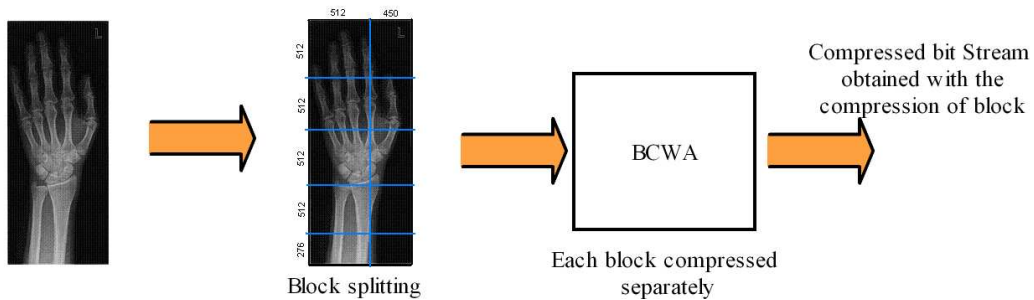 L
512 450
L
512
512
512
512
276
Block splitting
BCWA
Each block compressed
separately
Compressed bit Stream
obtained with the
compression of block